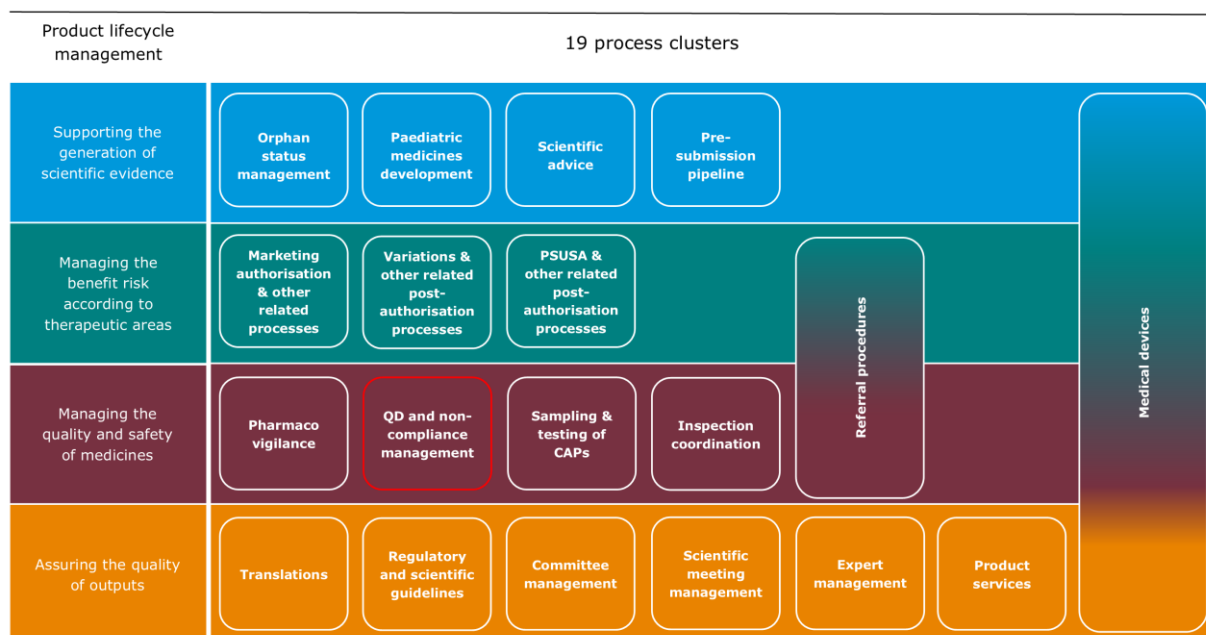 Product lifecycle
management
19 process clusters
Supporting the
generation of
scientific evidence
Orphan
status
management
Paediatric
medicines
development
Scientific
advice
Pre-
submission
pipeline
Managing the
benefit risk
according to
therapeutic areas
Marketing
authorisation
& other
related
processes
Variations &
other related
post-
authorisation
processes
PSUSA &
other related
post-
authorisation
processes
Referral procedures
Medical devices
Managing the
quality and safety
of medicines
Pharmaco
vigilance
QD and non-
compliance
management
Sampling &
testing of
CAPs
Inspection
coordination
Assuring the quality
of outputs
Translations
Regulatory
and scientific
guidelines
Committee
management
Scientific
meeting
management
Expert
management
Product
services